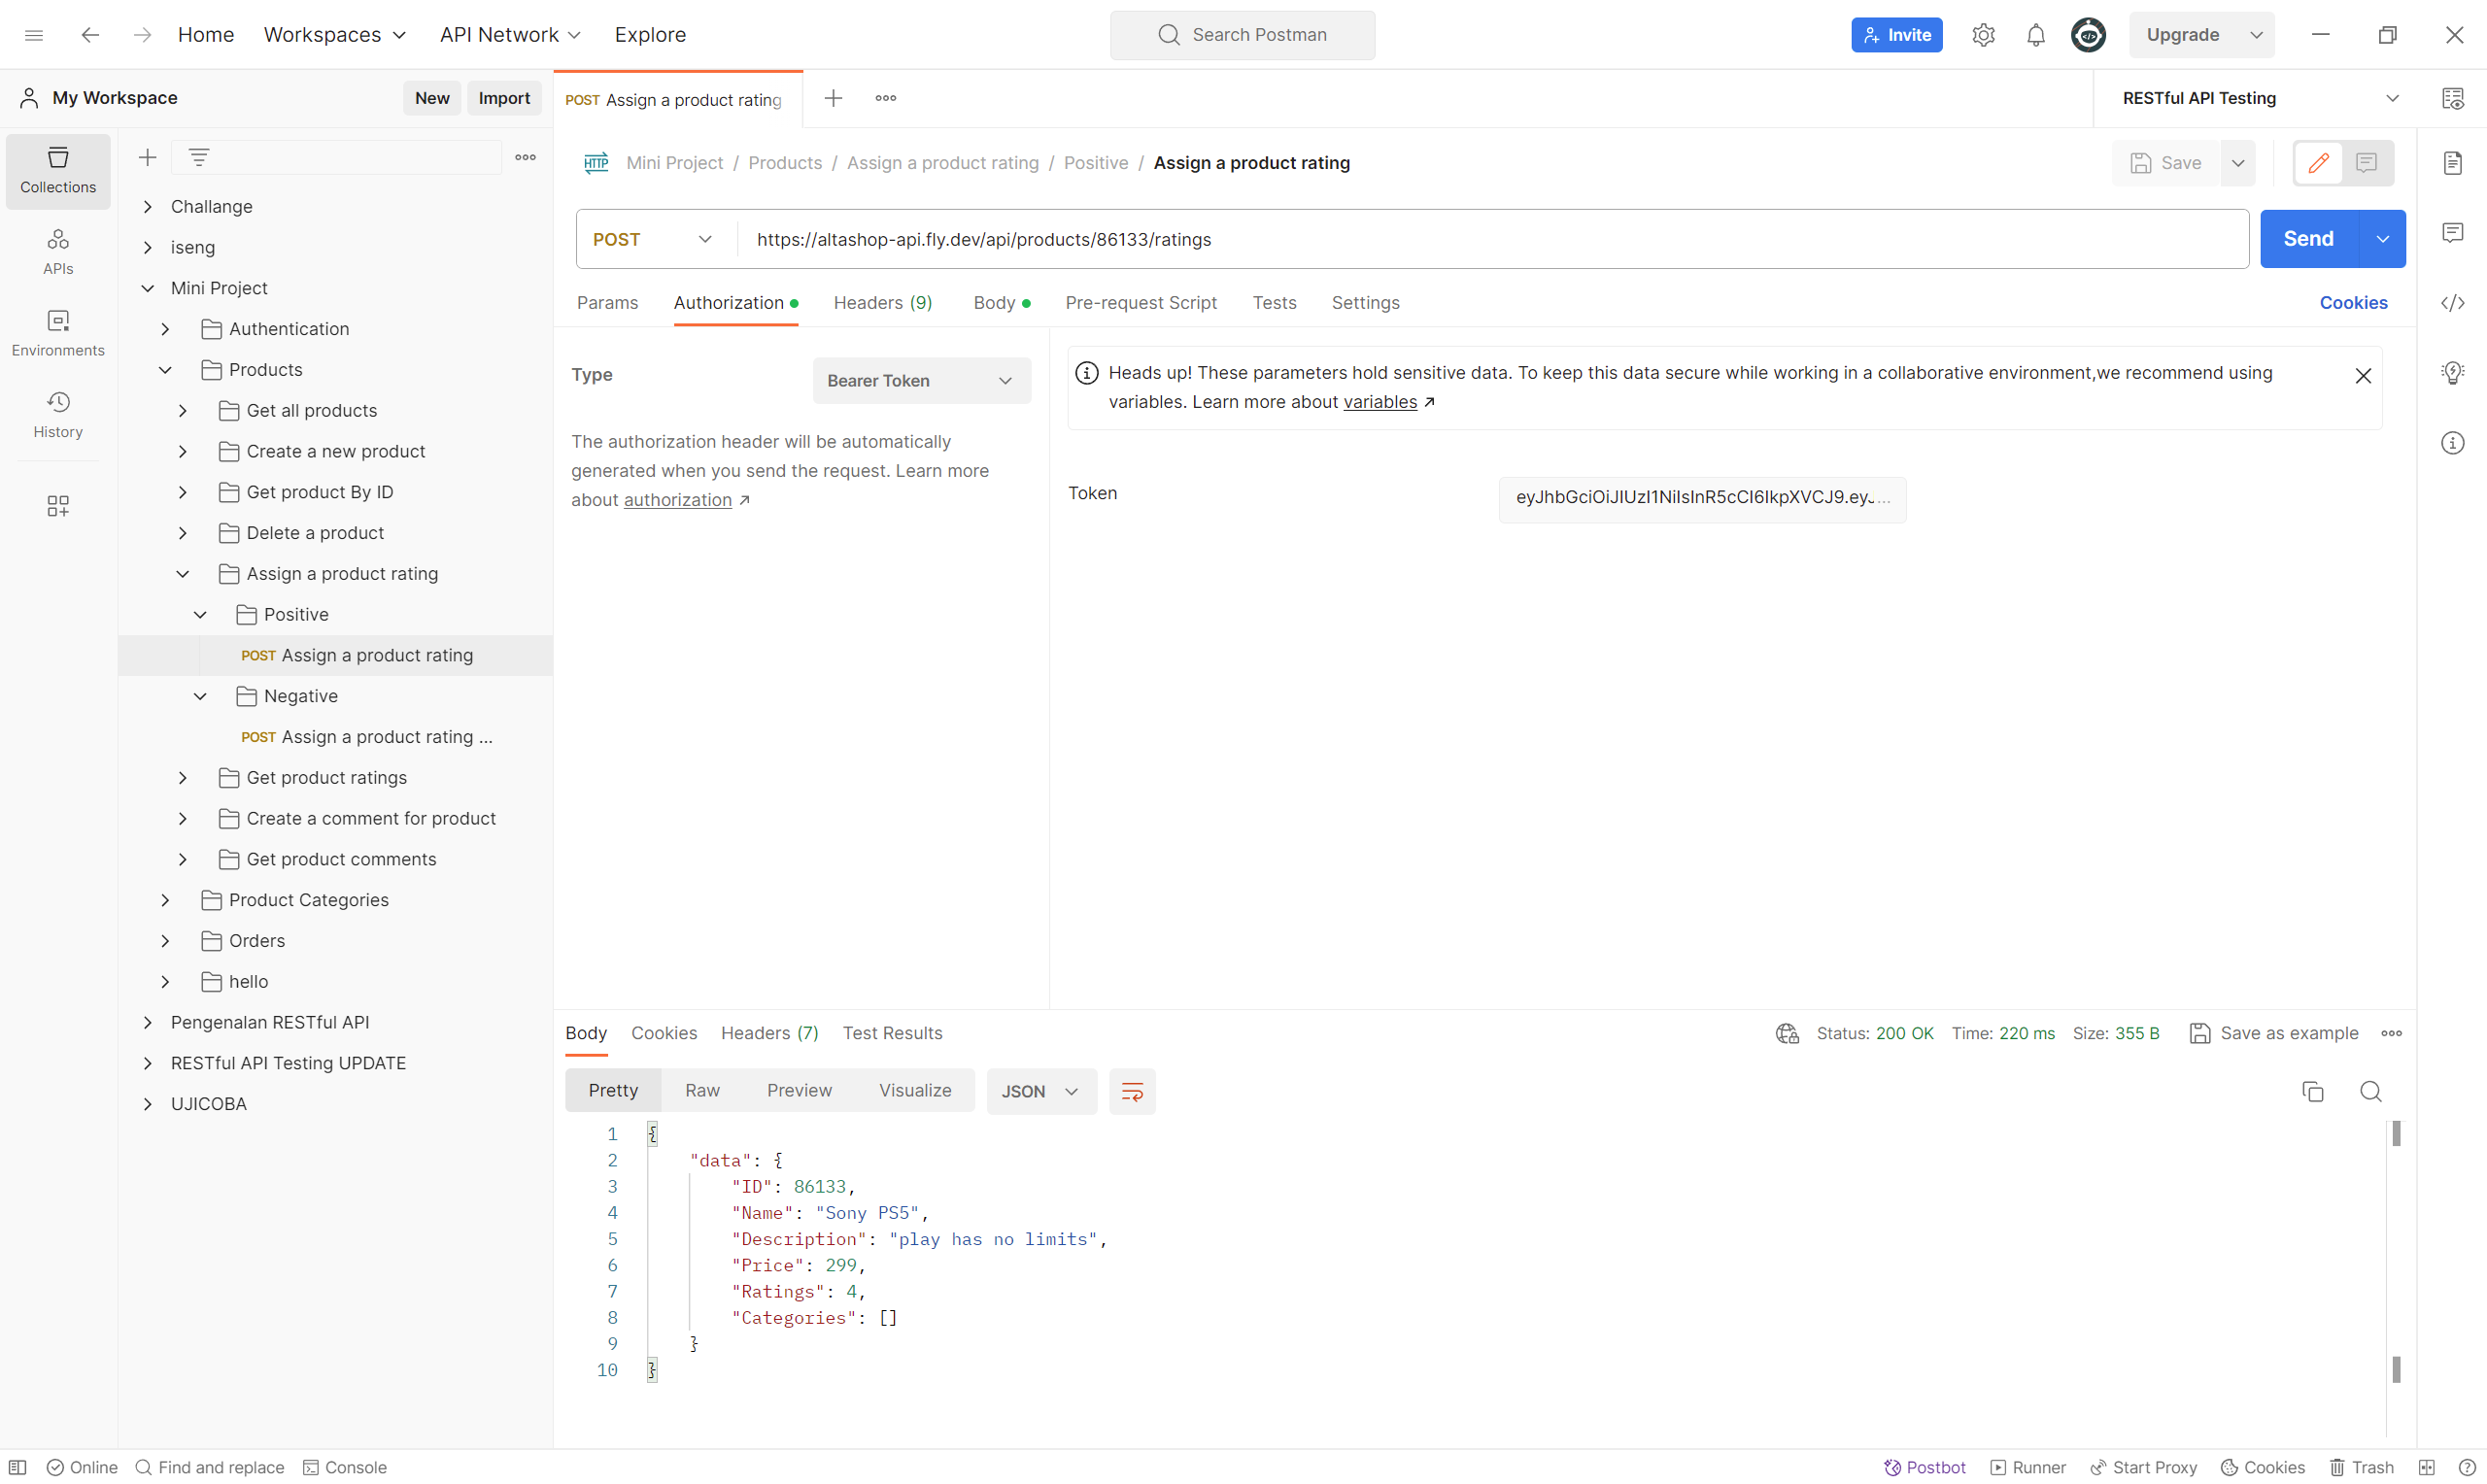 Home Workspaces API Network Explore
Search Postman
Invite
Upgrade
My Workspace
New
Import
POST Assign a product rating
RESTful API Testing
Collections
APIs
Environments
History
Challange
iseng
Mini Project
Authentication
Products
Get all products
Create a new product
Get product By ID
Delete a product
Assign a product rating
Positive
POST Assign a product rating
Negative
POST Assign a product rating ...
Get product ratings
Create a comment for product
Get product comments
Product Categories
Orders
hello
Pengenalan RESTful API
RESTful API Testing UPDATE
UJICOBA
HTTP Mini Project / Products / Assign a product rating / Positive / Assign a product rating
Save
POST https://altashop-api.fly.dev/api/products/86133/ratings
Send
Params Authorization Headers (9) Body Pre-request Script Tests Settings
Cookies
Type
Bearer Token
The authorization header will be automatically
generated when you send the request. Learn more
about authorization ↗
Heads up! These parameters hold sensitive data. To keep this data secure while working in a collaborative environment,we recommend using
variables. Learn more about variables ↗
Token
eyJhbGciOiJIUzI1NiIsInR5cCI6IkpXVCJ9.eyJ...
Body Cookies Headers (7) Test Results
Status: 200 OK Time: 220 ms Size: 355 B Save as example
Pretty Raw Preview Visualize JSON
1 {
2 "data": {
3 "ID": 86133,
4 "Name": "Sony PS5",
5 "Description": "play has no limits",
6 "Price": 299,
7 "Ratings": 4,
8 "Categories": []
9 }
10 }
Online Find and replace Console
Postbot Runner Start Proxy Cookies Trash